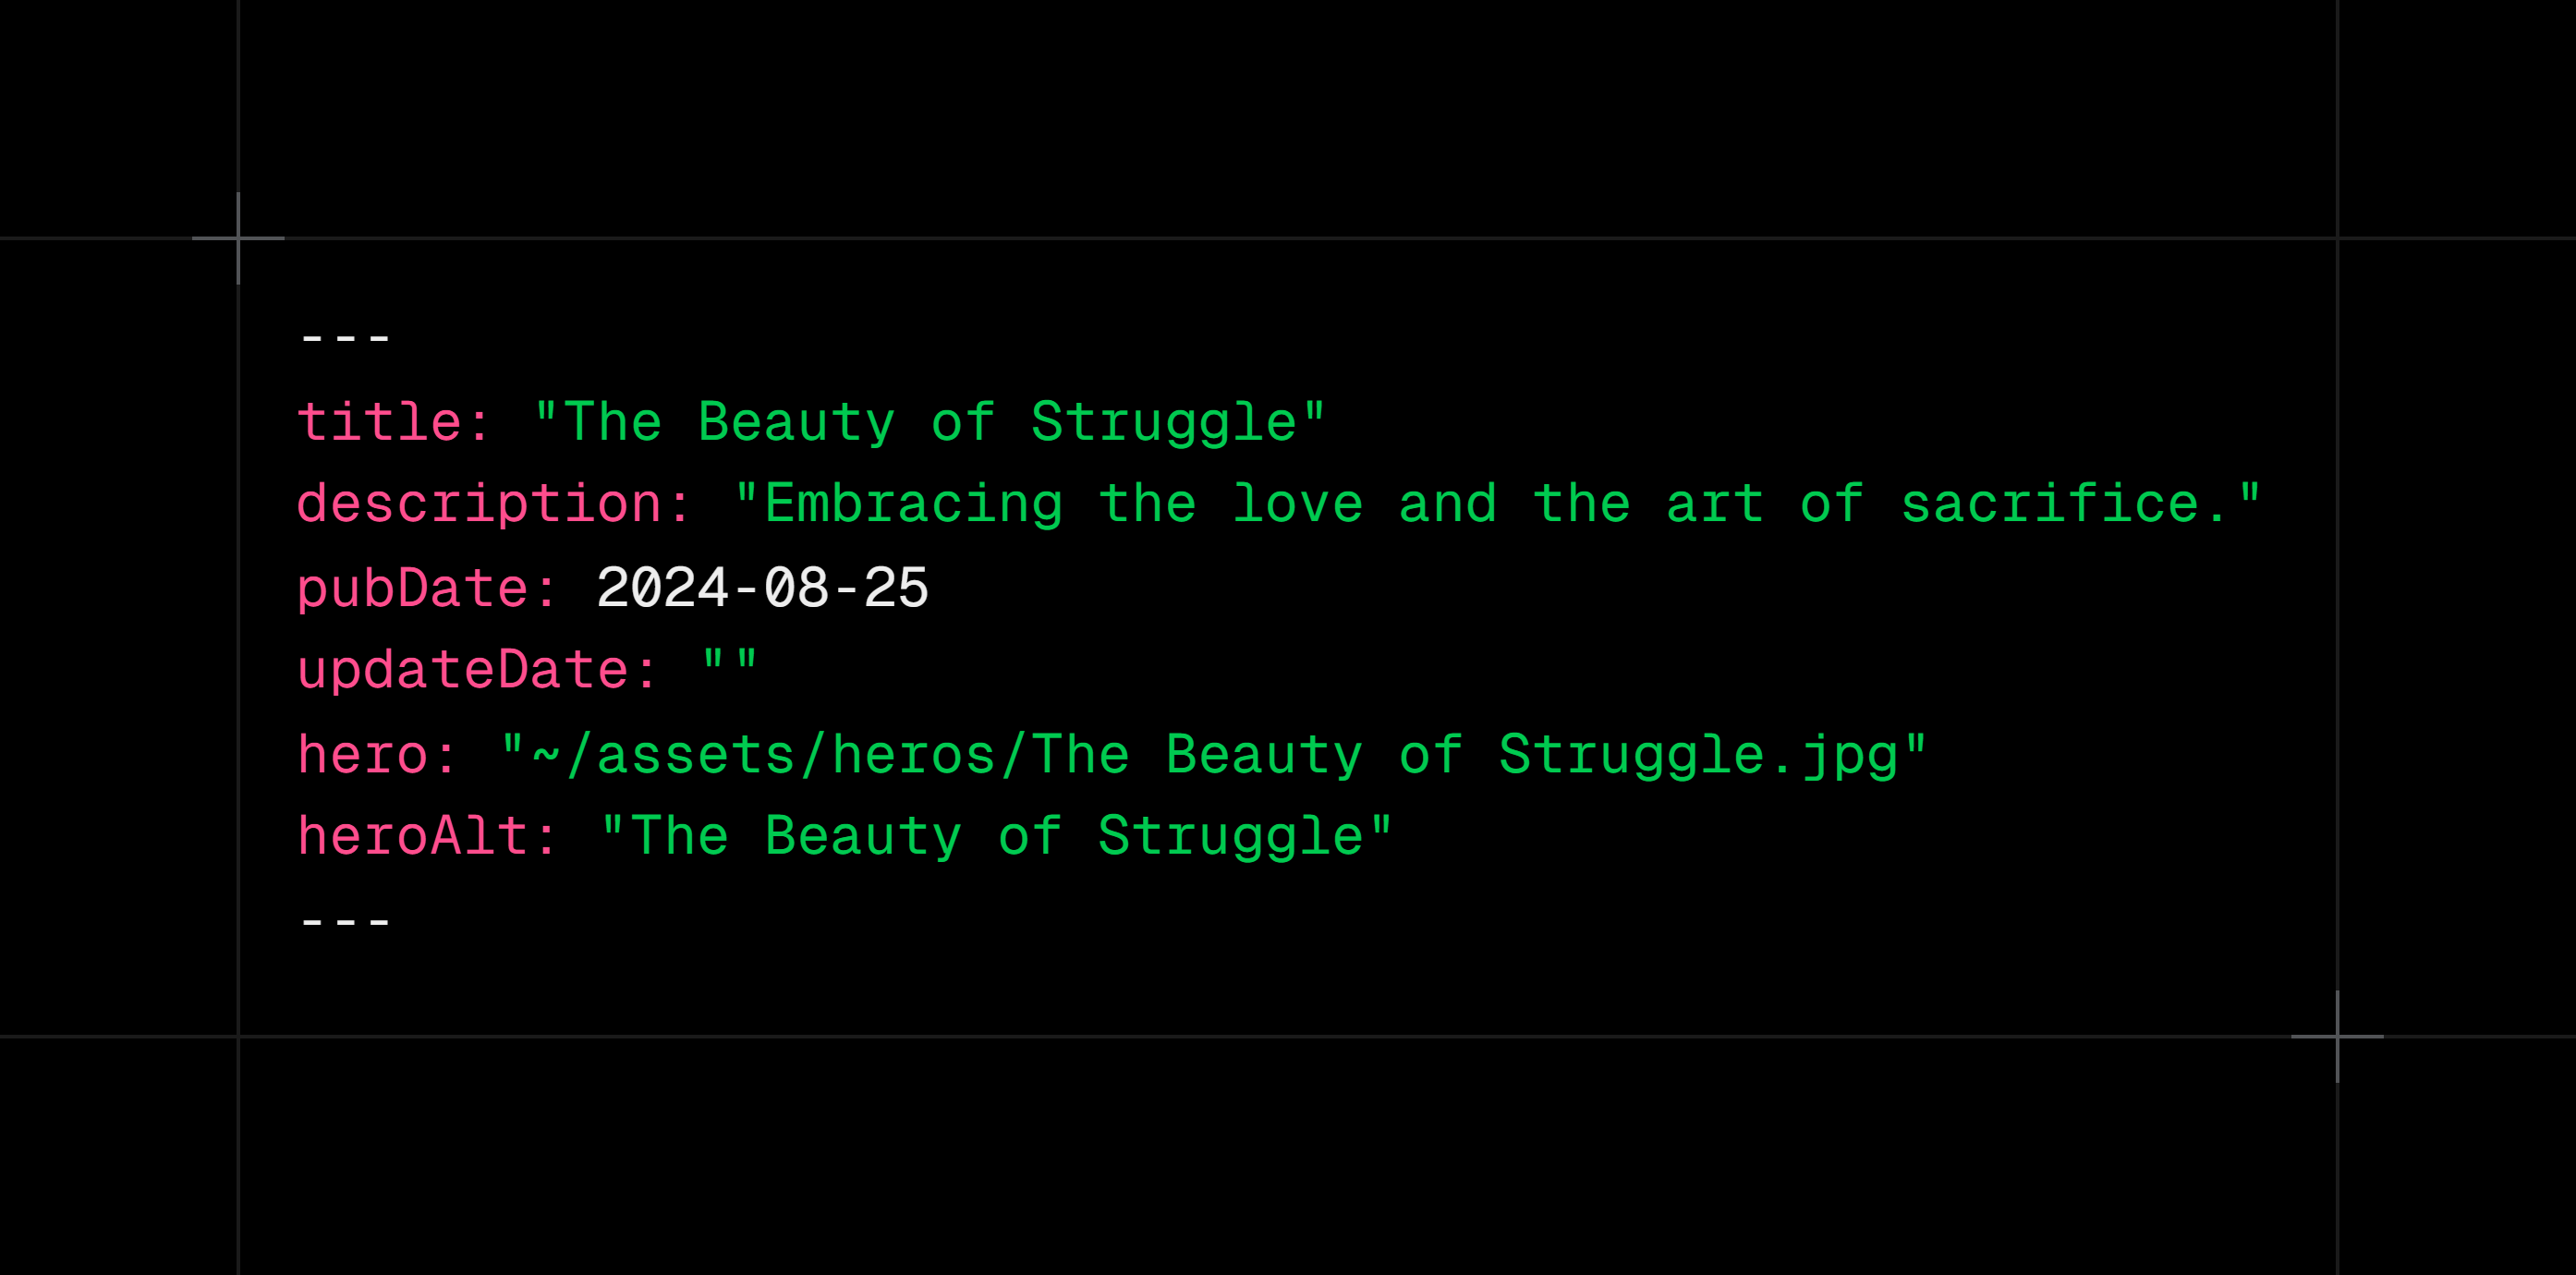 ---
title: "The Beauty of Struggle"
description: "Embracing the love and the art of sacrifice."
pubDate: 2024-08-25
updateDate: ""
hero: "~/assets/heros/The Beauty of Struggle.jpg"
heroAlt: "The Beauty of Struggle"
---